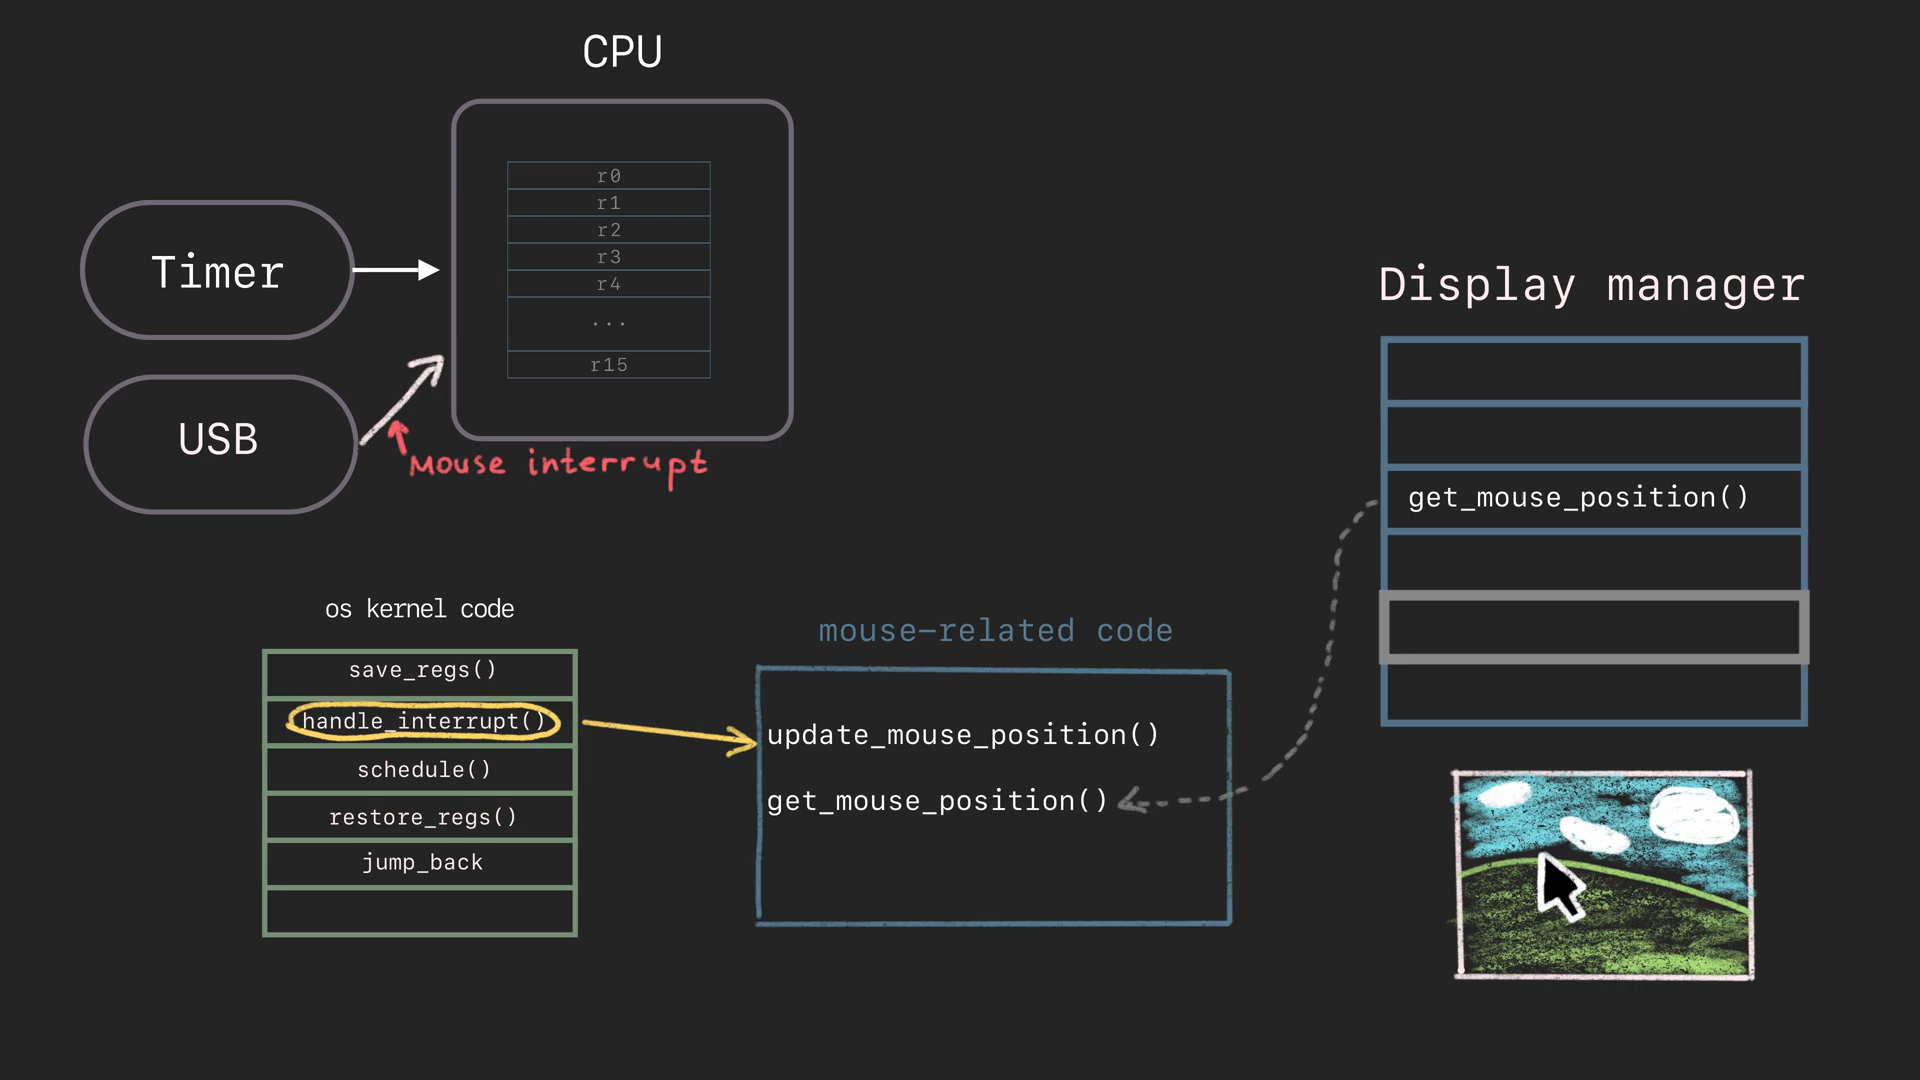 CPU
r0
r1
r2
r3
r4
...
r15
Timer
USB
Mouse interrupt
Display manager
get_mouse_position()
os kernel code
save_regs()
handle_interrupt()
schedule()
restore_regs()
jump_back
mouse-related code
update_mouse_position()
get_mouse_position()